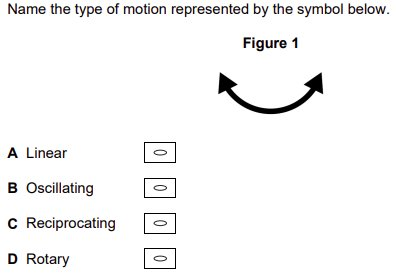 Name the type of motion represented by the symbol below.
Figure 1
A Linear
B Oscillating
C Reciprocating
D Rotary